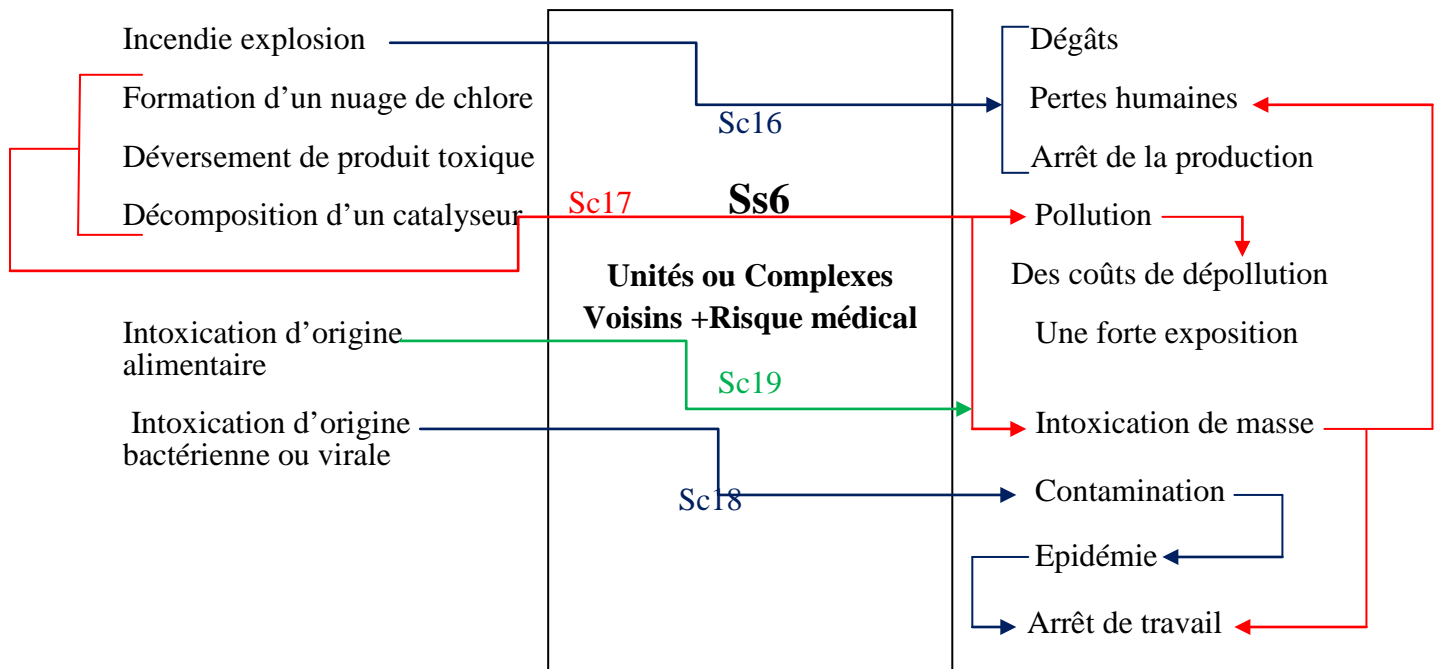 Incendie explosion
Formation d’un nuage de chlore
Déversement de produit toxique
Décomposition d’un catalyseur
Intoxication d’origine
alimentaire
Intoxication d’origine
bactérienne ou virale
Sc16
Sc17
Ss6
Unités ou Complexes
Voisins +Risque médical
Sc19
Sc18
Dégâts
Pertes humaines
Arrêt de la production
Pollution
Des coûts de dépollution
Une forte exposition
Intoxication de masse
Contamination
Epidémie
Arrêt de travail